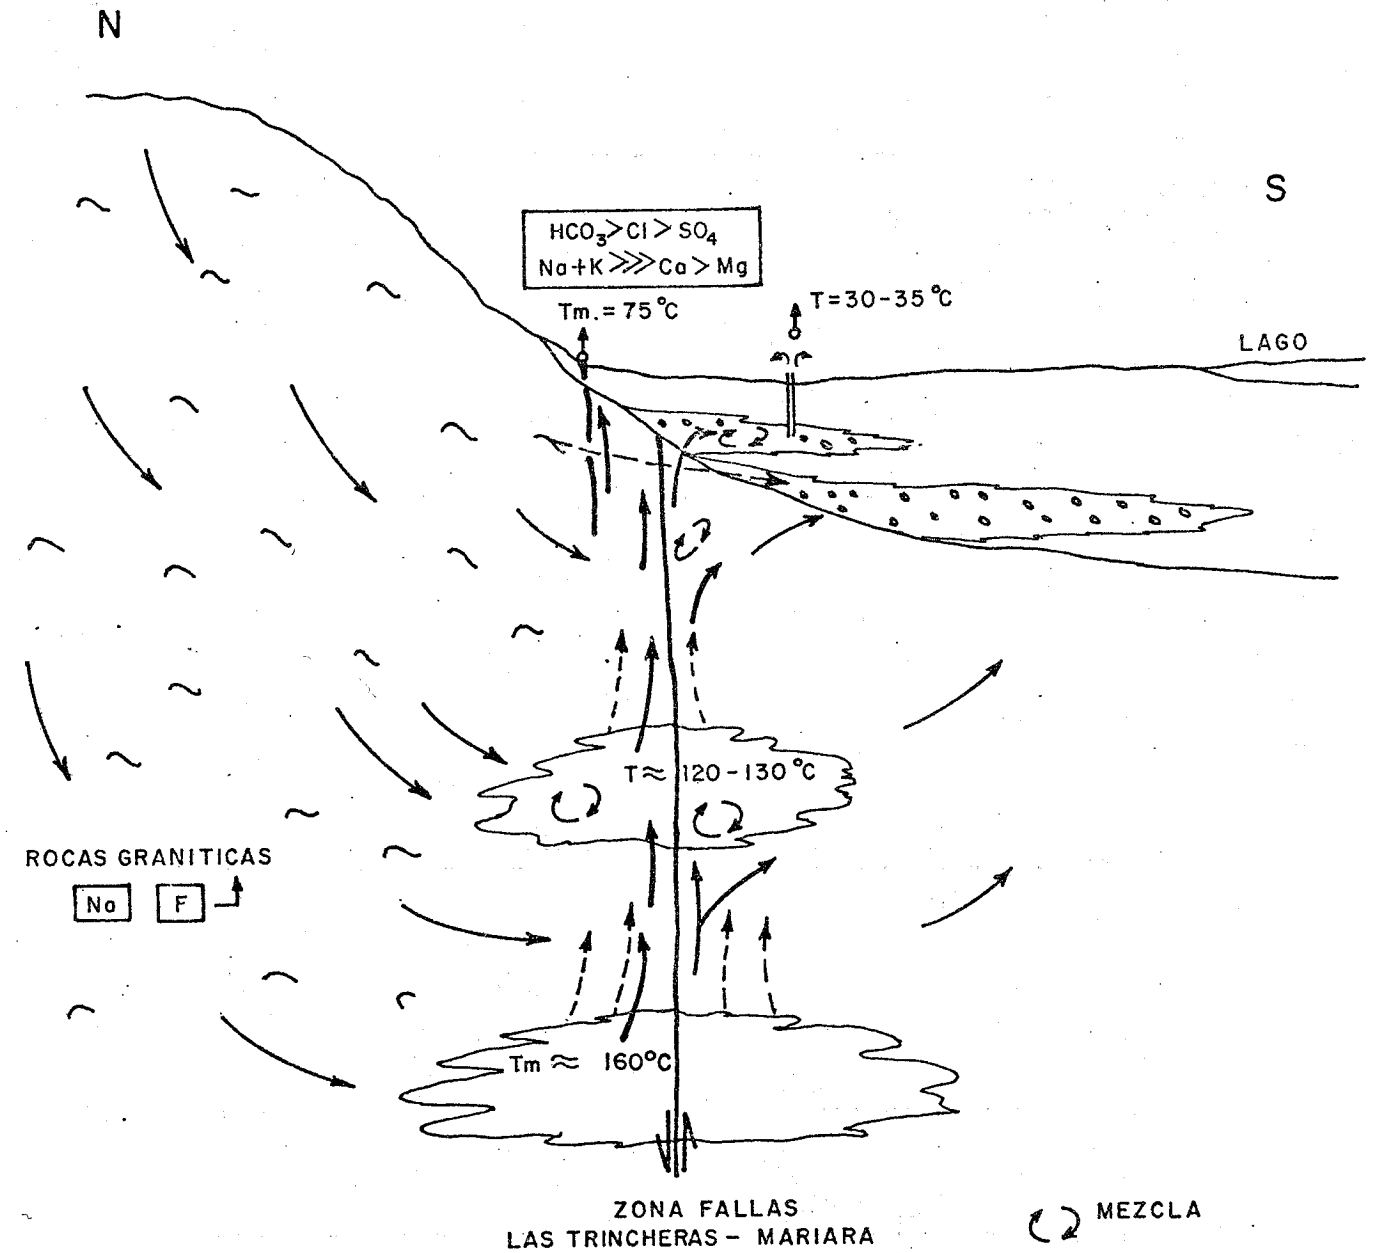 N
S
HCO₃>Cl>SO₄
Na+K>>>Ca>Mg
Tm.=75°C
T=30-35°C
LAGO
T≈ 120-130°C
ROCAS GRANITICAS
Na F
Tm ≈ 160°C
ZONA FALLAS
LAS TRINCHERAS- MARIARA
MEZCLA